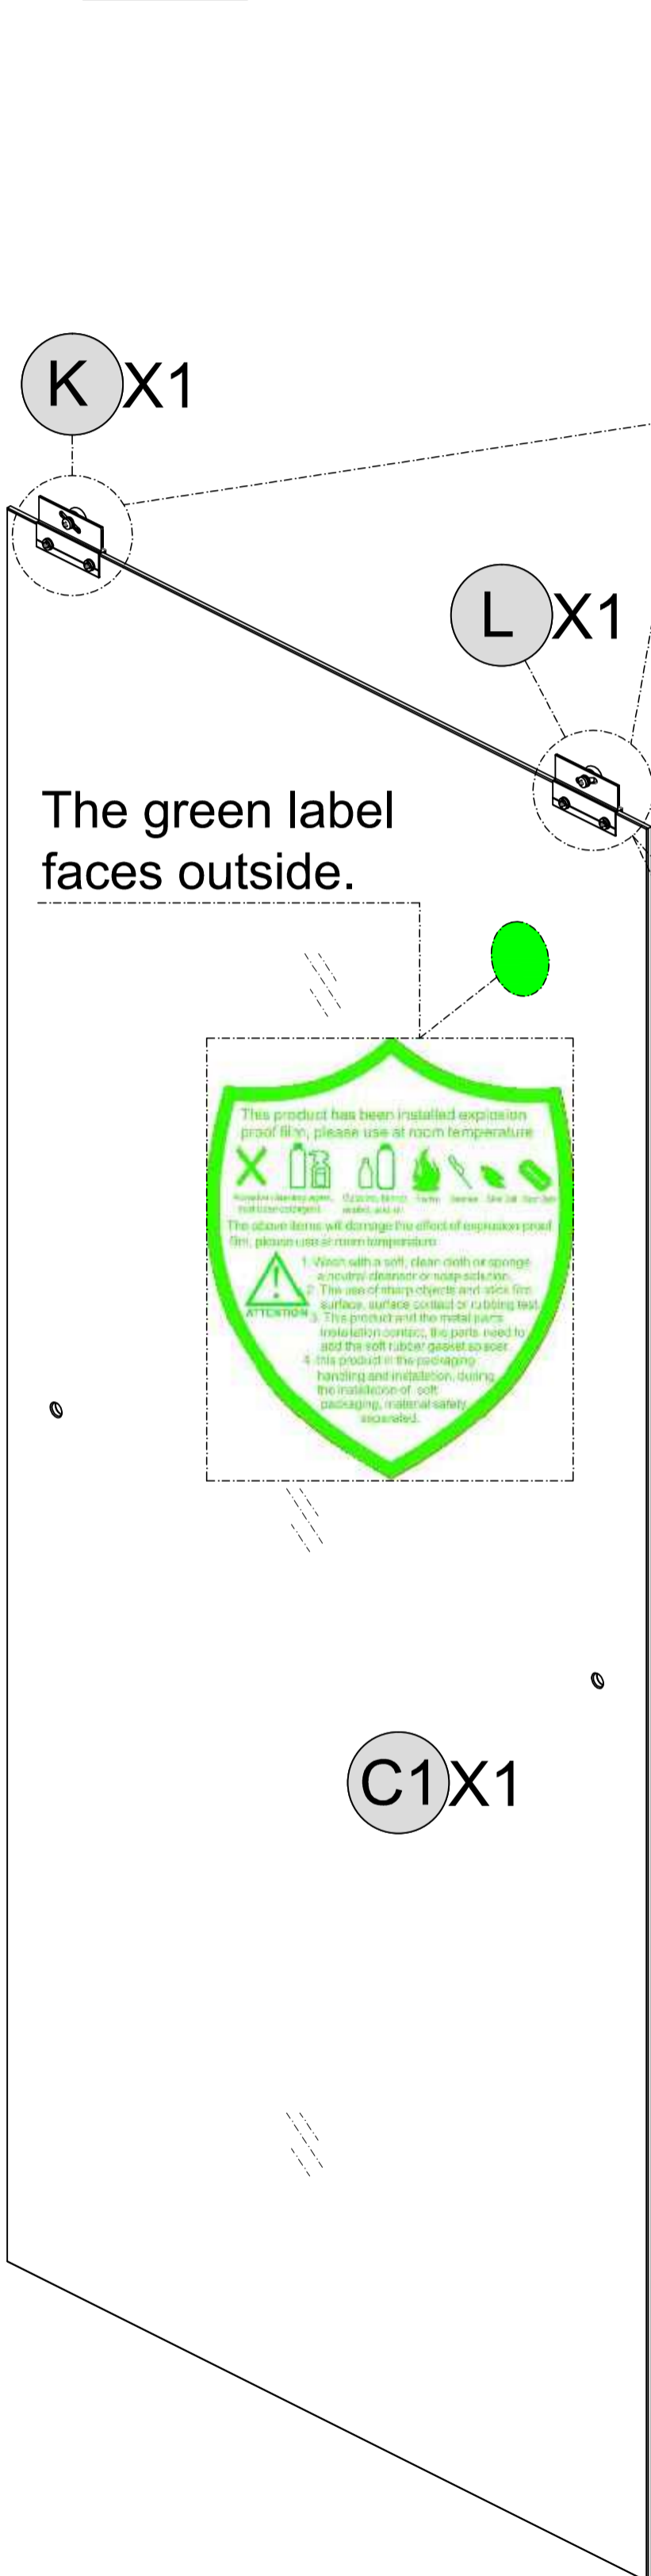 K X1
L X1
The green label
faces outside.
This product has been installed explosion
proof film, please use at room temperature
The above items will damage the effect of explosion proof
film, please use at room temperature
ATTENTION
1. Wash with a soft, clean cloth or sponge
a neutral cleanser or soap solution.
2. The use of sharp objects and stick film
surface, surface contact or rubbing test
3. This product and the metal parts
installation contact, the parts need to
add the soft rubber gasket
4. this product in the packaging
handling and installation, during
the installation of soft
packaging, material safety
separated.
C1 X1